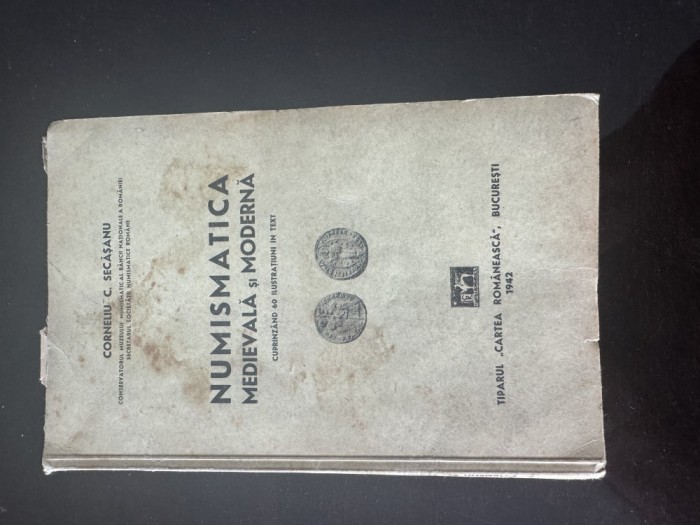 CORNELIU C. SECĂȘANU
CONSERVATORUL MUZEULUI NUMISMATIC AL BĂNCII NAȚIONALE A ROMÂNIEI
SECRETARUL SOCIETĂȚII NUMISMATICE ROMÂNE
NUMISMATICA
MEDIEVALĂ ȘI MODERNĂ
CUPRINZÂND 60 ILUSTRAȚIUNI IN TEXT
TIPARUL „CARTEA ROMÂNEASCĂ”, BUCUREȘTI
1942